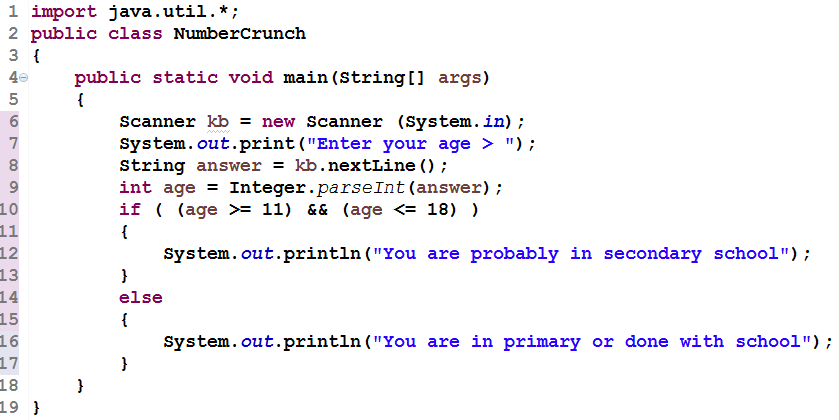 1 import java.util.*;
2 public class NumberCrunch
3 {
4     public static void main(String[] args)
5     {
6         Scanner kb = new Scanner (System.in);
7         System.out.print("Enter your age > ");
8         String answer = kb.nextLine();
9         int age = Integer.parseInt(answer);
10         if ( (age >= 11) && (age <= 18) )
11         {
12             System.out.println("You are probably in secondary school");
13         }
14         else
15         {
16             System.out.println("You are in primary or done with school");
17         }
18     }
19 }